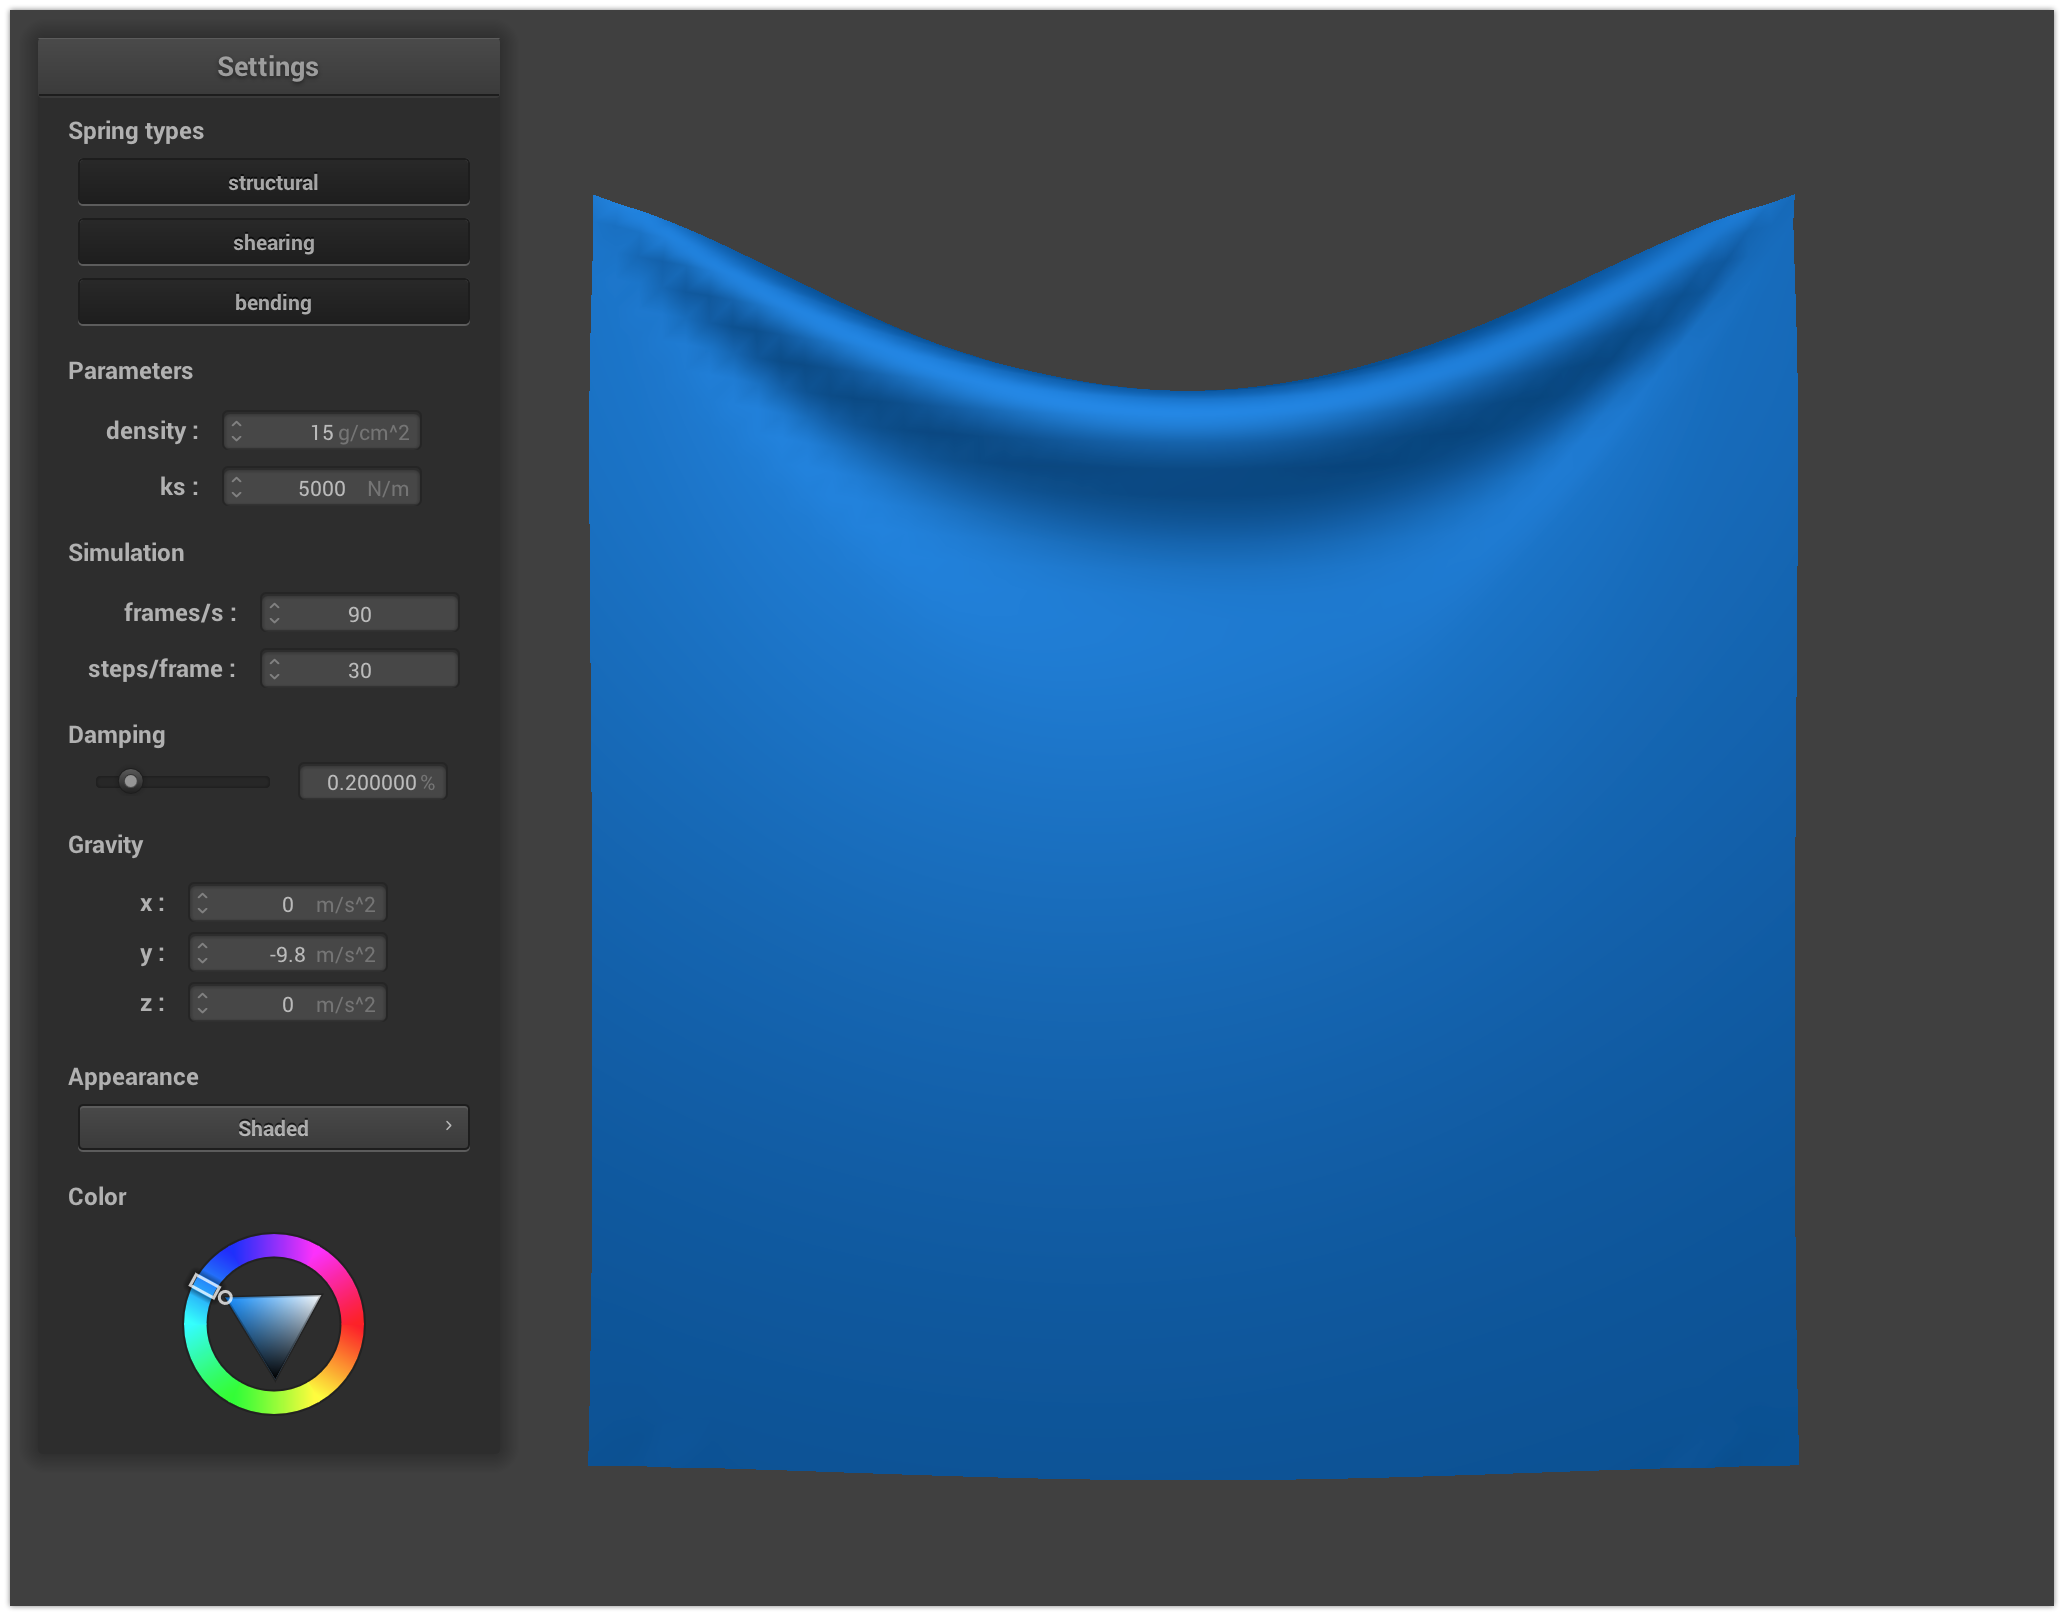 Settings
Spring types
structural
shearing
bending
Parameters
density : 15 g/cm^2
ks : 5000 N/m
Simulation
frames/s : 90
steps/frame : 30
Damping
0.200000 %
Gravity
x : 0 m/s^2
y : -9.8 m/s^2
z : 0 m/s^2
Appearance
Shaded
Color